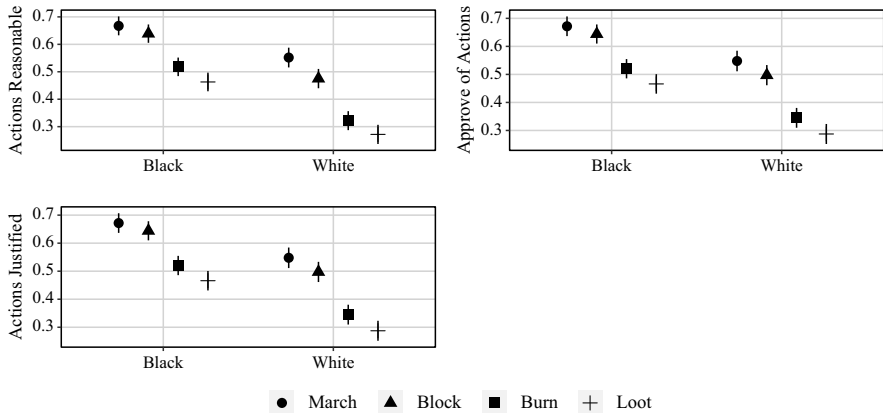 Actions Reasonable
0.7
0.6
0.5
0.4
0.3
Black White
Approve of Actions
0.7
0.6
0.5
0.4
0.3
Black White
Actions Justified
0.7
0.6
0.5
0.4
0.3
Black White
March Block Burn Loot